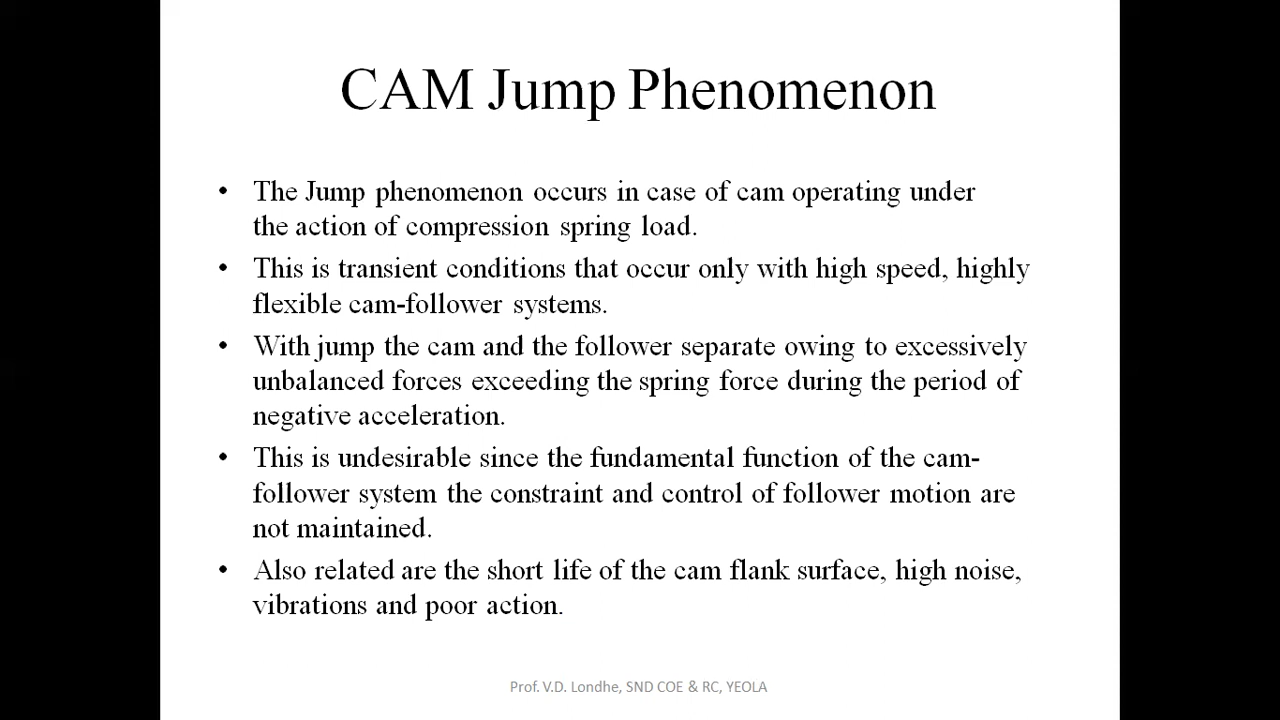 CAM Jump Phenomenon
• The Jump phenomenon occurs in case of cam operating under
the action of compression spring load.
• This is transient conditions that occur only with high speed, highly
flexible cam-follower systems.
• With jump the cam and the follower separate owing to excessively
unbalanced forces exceeding the spring force during the period of
negative acceleration.
• This is undesirable since the fundamental function of the cam-
follower system the constraint and control of follower motion are
not maintained.
• Also related are the short life of the cam flank surface, high noise,
vibrations and poor action.
Prof. V.D. Londhe, SND COE & RC, YEOLA